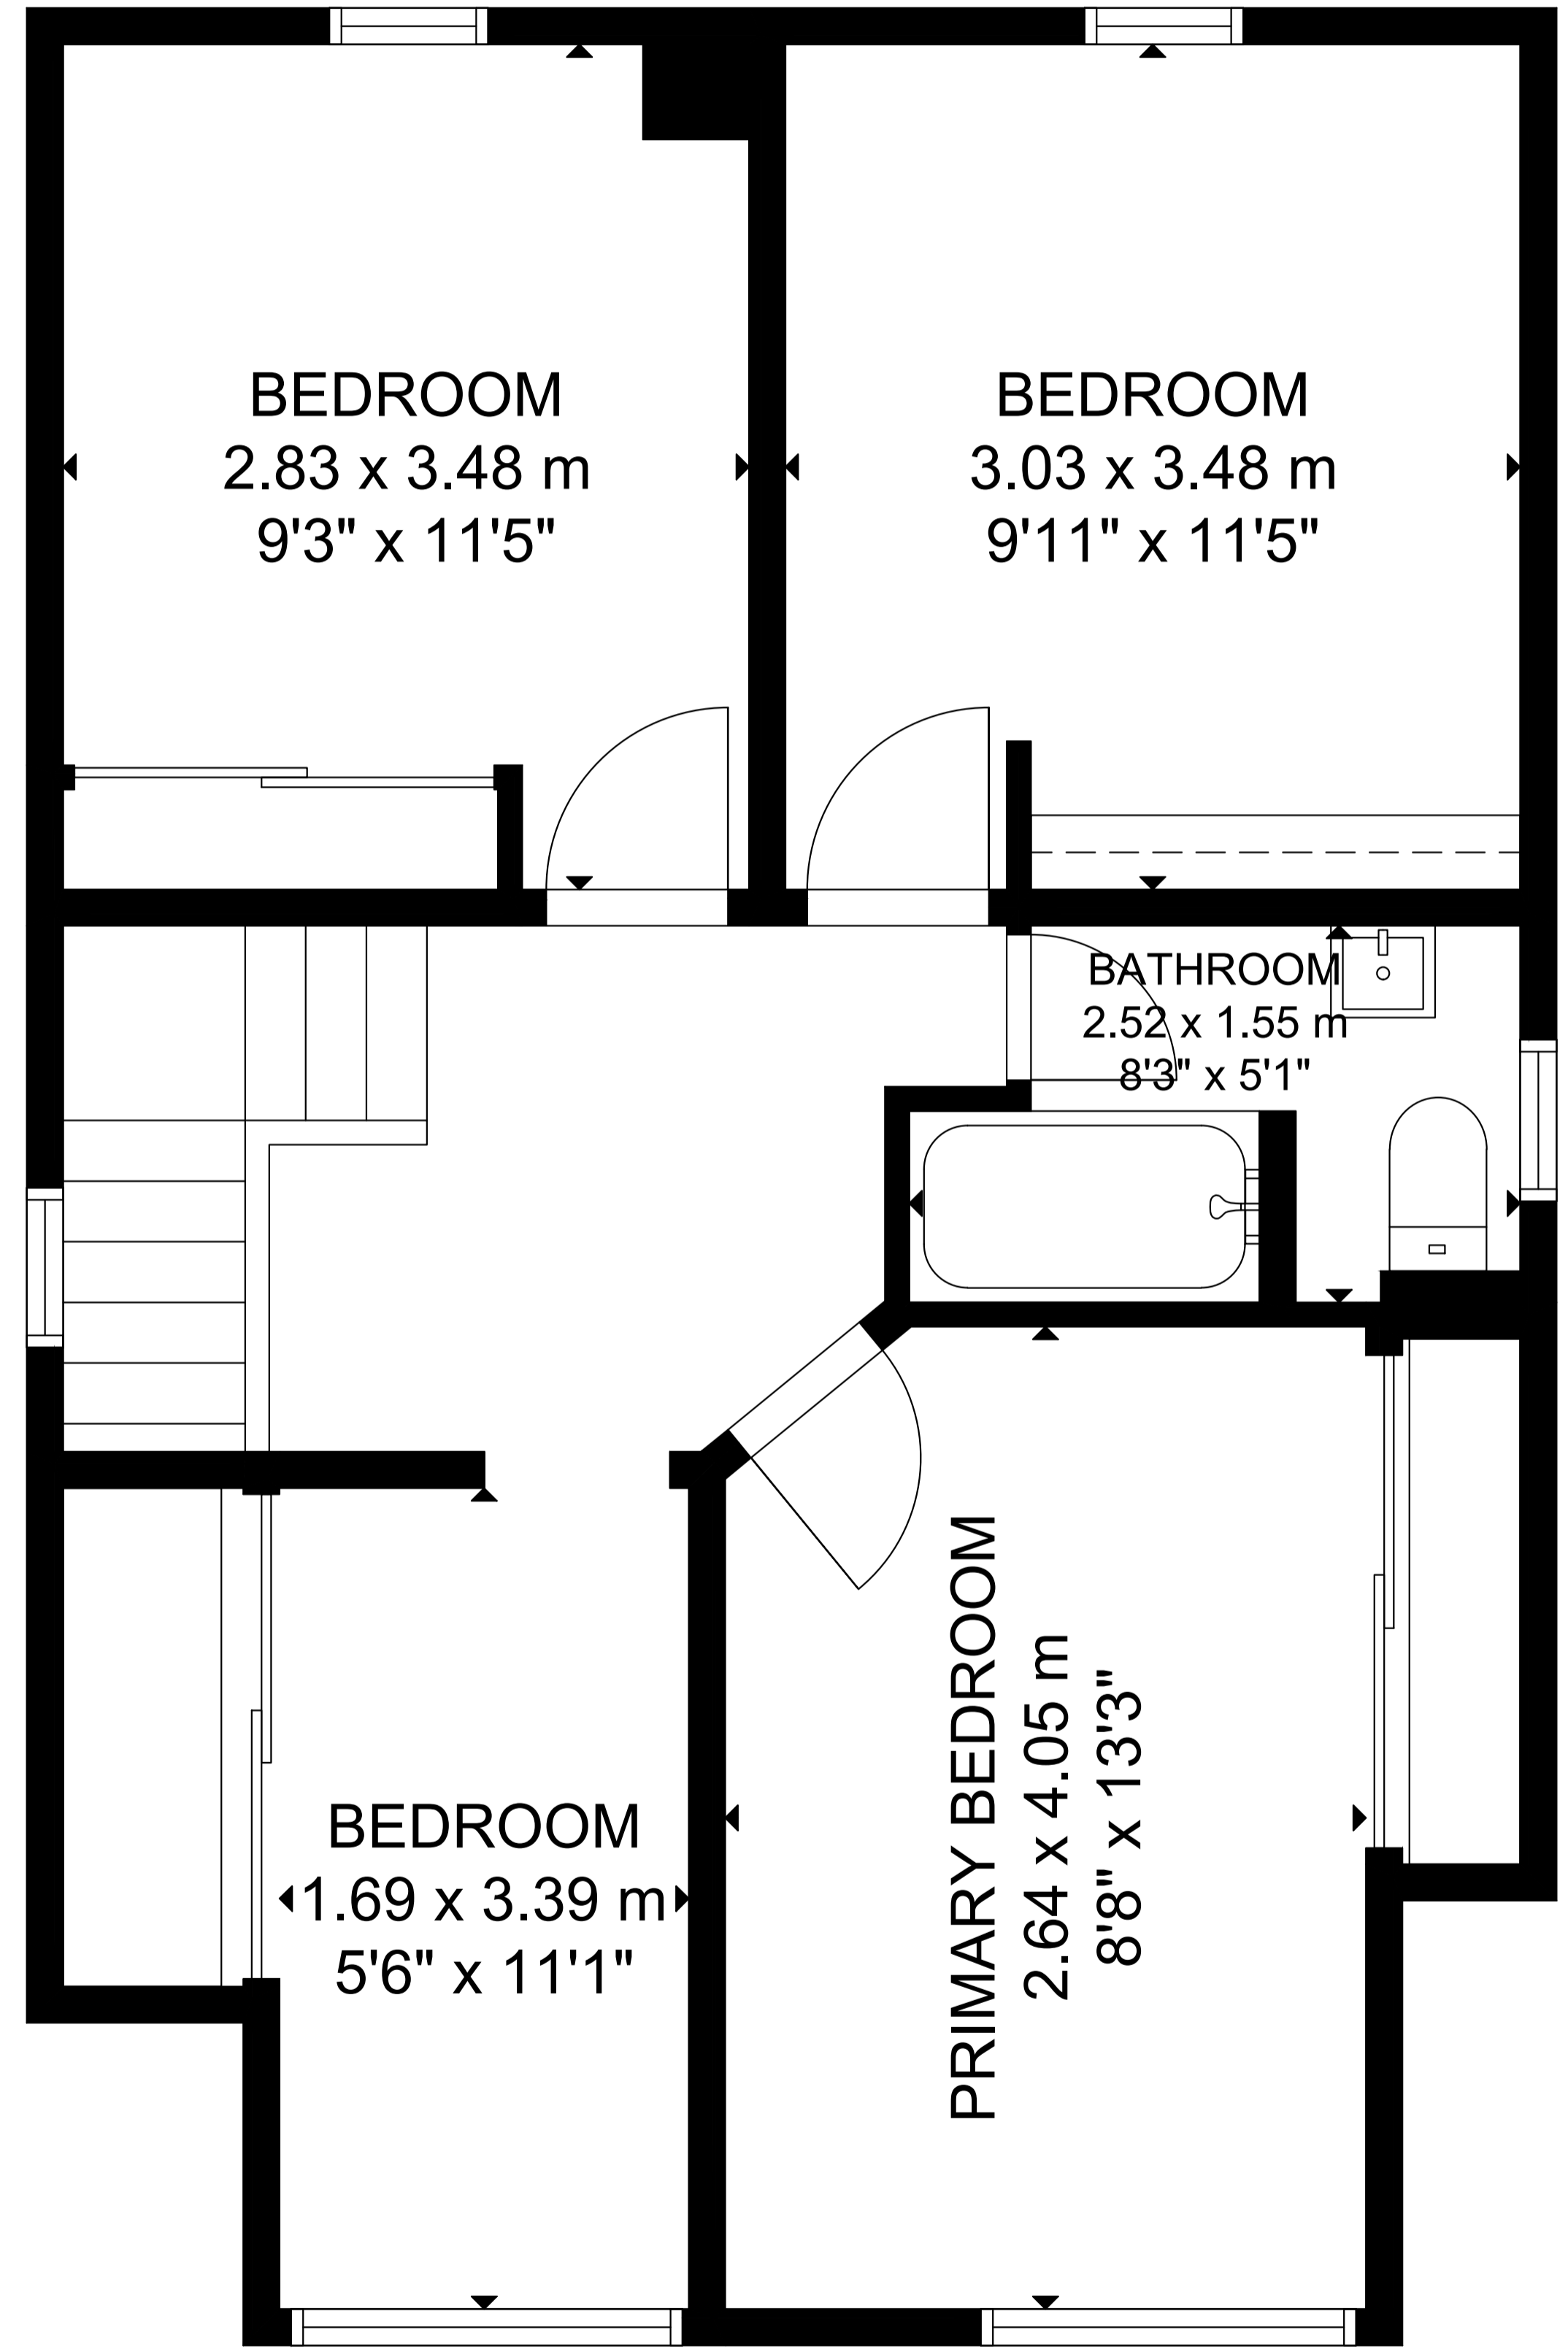 BEDROOM
2.83 x 3.48 m
9'3" x 11'5"
BEDROOM
3.03 x 3.48 m
9'11" x 11'5"
BATHROOM
2.52 x 1.55 m
8'3" x 5'1"
BEDROOM
1.69 x 3.39 m
5'6" x 11'1"
PRIMARY BEDROOM
2.64 x 4.05 m
8'8" x 13'3"